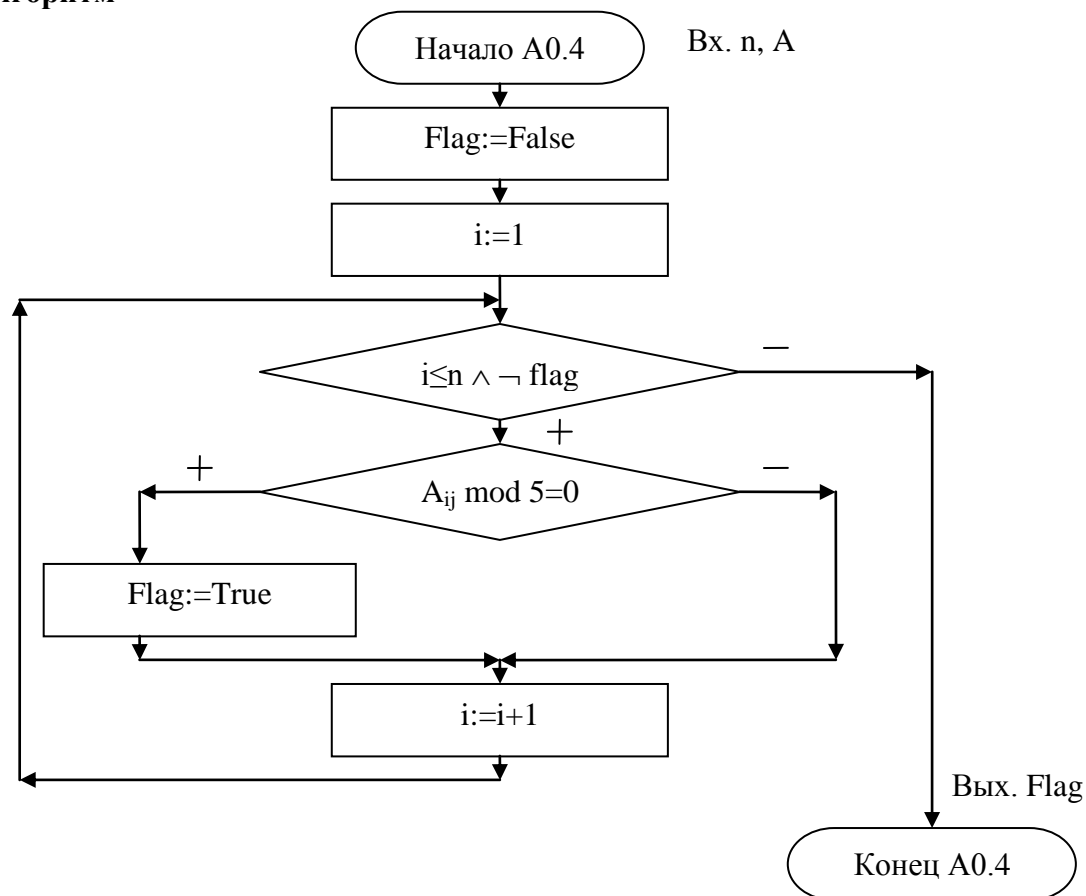 Начало A0.4
Вх. n, A
Flag:=False
i:=1
i≤n ∧ ¬ flag
—
+
+
A_ij mod 5=0
—
Flag:=True
i:=i+1
Вых. Flag
Конец A0.4